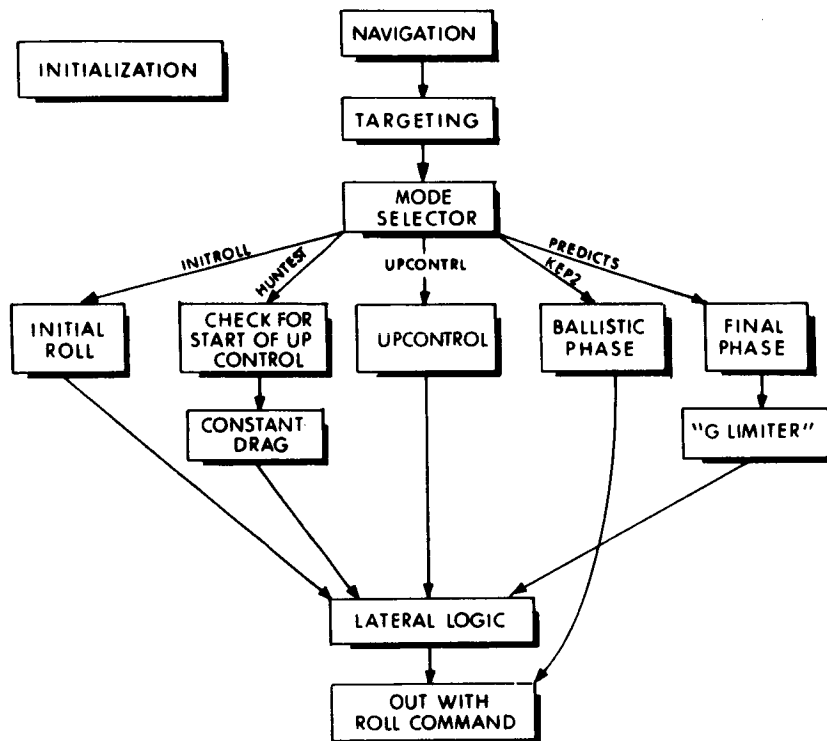 NAVIGATION
INITIALIZATION
TARGETING
MODE
SELECTOR
INITROLL
HUNTEST
UPCONTRL
KEP2
PREDICTS
INITIAL
ROLL
CHECK FOR
START OF UP
CONTROL
UPCONTROL
BALLISTIC
PHASE
FINAL
PHASE
CONSTANT
DRAG
"G LIMITER"
LATERAL LOGIC
OUT WITH
ROLL COMMAND